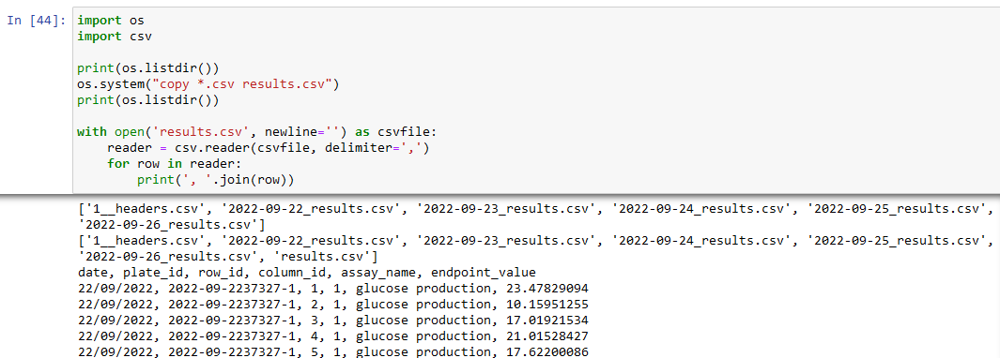 In [44]: import os
import csv
print(os.listdir())
os.system("copy *.csv results.csv")
print(os.listdir())
with open('results.csv', newline='') as csvfile:
    reader = csv.reader(csvfile, delimiter=',')
    for row in reader:
        print(', '.join(row))
['1__headers.csv', '2022-09-22_results.csv', '2022-09-23_results.csv', '2022-09-24_results.csv', '2022-09-25_results.csv',
'2022-09-26_results.csv']
['1__headers.csv', '2022-09-22_results.csv', '2022-09-23_results.csv', '2022-09-24_results.csv', '2022-09-25_results.csv',
'2022-09-26_results.csv', 'results.csv']
date, plate_id, row_id, column_id, assay_name, endpoint_value
22/09/2022, 2022-09-2237327-1, 1, 1, glucose production, 23.47829094
22/09/2022, 2022-09-2237327-1, 2, 1, glucose production, 10.15951255
22/09/2022, 2022-09-2237327-1, 3, 1, glucose production, 17.01921534
22/09/2022, 2022-09-2237327-1, 4, 1, glucose production, 21.01528427
22/09/2022, 2022-09-2237327-1, 5, 1, glucose production, 17.62200086